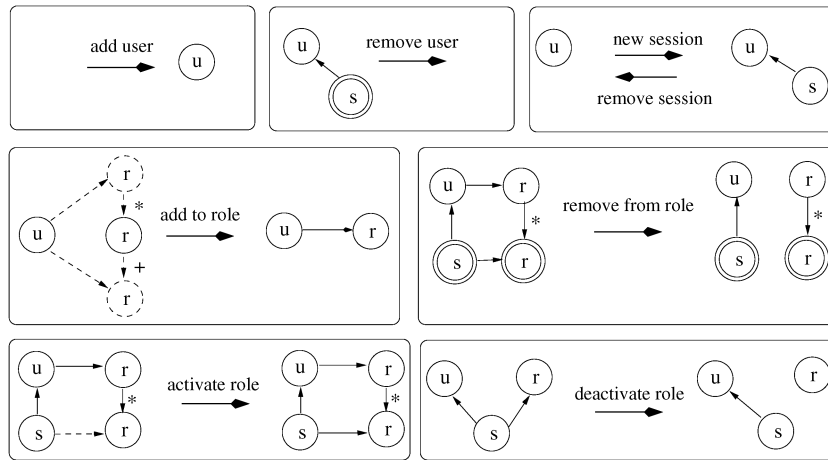 add user
u
u
s
remove user
u
new session
remove session
u
s
u
r
*
r
+
r
add to role
u
r
u
r
*
s
r
remove from role
u
r
*
s
r
u
r
*
s
r
activate role
u
r
*
s
r
u
r
s
deactivate role
u
r
s